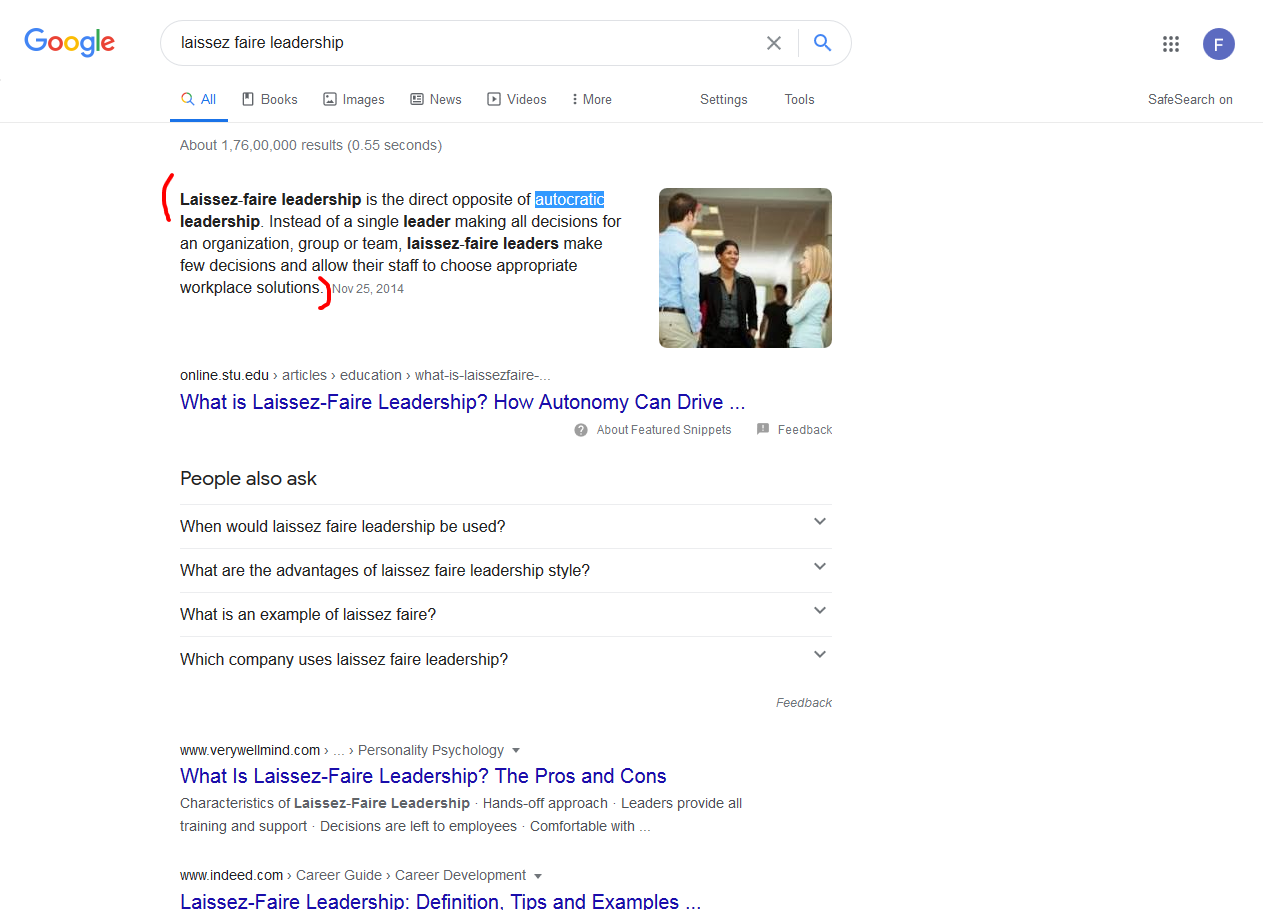 Google
laissez faire leadership
F
All Books Images News Videos More Settings Tools SafeSearch on
About 1,76,00,000 results (0.55 seconds)
Laissez-faire leadership is the direct opposite of autocratic
leadership. Instead of a single leader making all decisions for
an organization, group or team, laissez-faire leaders make
few decisions and allow their staff to choose appropriate
workplace solutions. Nov 25, 2014
online.stu.edu › articles › education › what-is-laissezfaire-...
What is Laissez-Faire Leadership? How Autonomy Can Drive ...
About Featured Snippets Feedback
People also ask
When would laissez faire leadership be used?
What are the advantages of laissez faire leadership style?
What is an example of laissez faire?
Which company uses laissez faire leadership?
Feedback
www.verywellmind.com › ... › Personality Psychology
What Is Laissez-Faire Leadership? The Pros and Cons
Characteristics of Laissez-Faire Leadership · Hands-off approach · Leaders provide all
training and support · Decisions are left to employees · Comfortable with ...
www.indeed.com › Career Guide › Career Development
Laissez-Faire Leadership: Definition, Tips and Examples ...